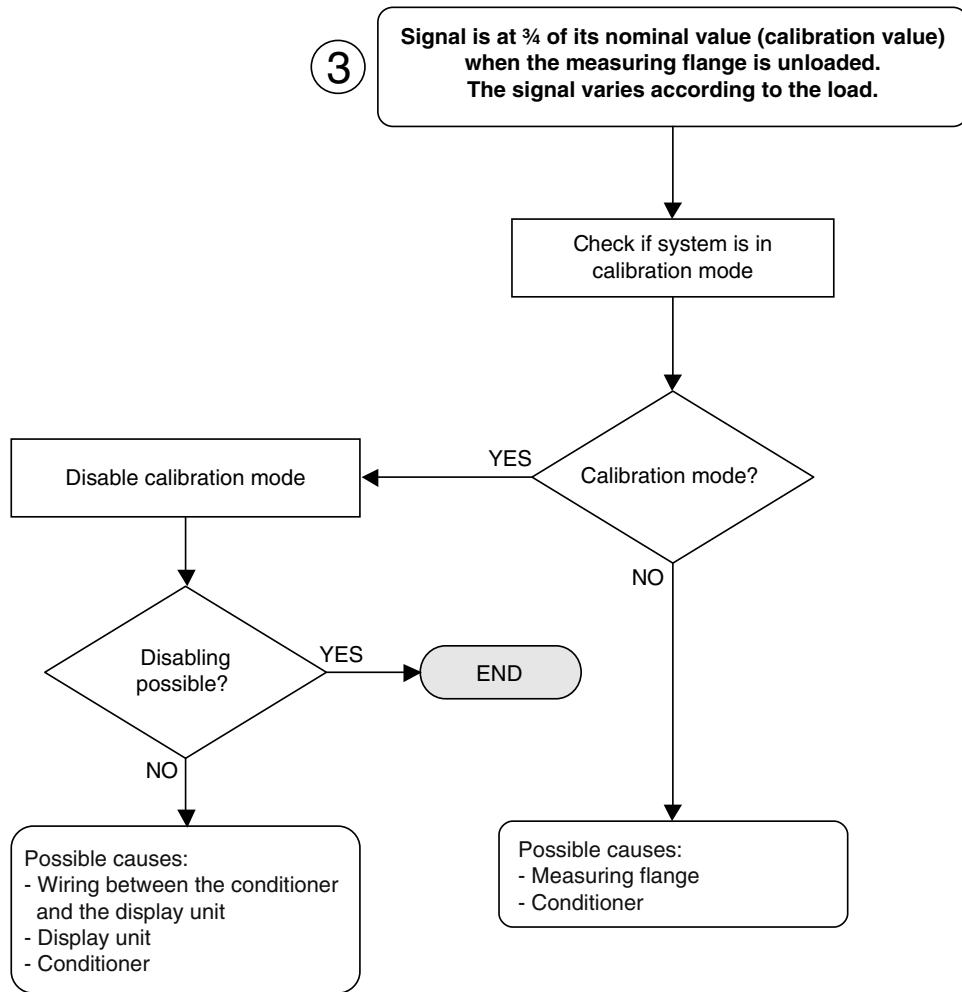 3
Signal is at ¾ of its nominal value (calibration value)
when the measuring flange is unloaded.
The signal varies according to the load.
Check if system is in
calibration mode
Calibration mode?
YES
NO
Disable calibration mode
Disabling
possible?
YES
END
NO
Possible causes:
- Wiring between the conditioner
and the display unit
- Display unit
- Conditioner
Possible causes:
- Measuring flange
- Conditioner